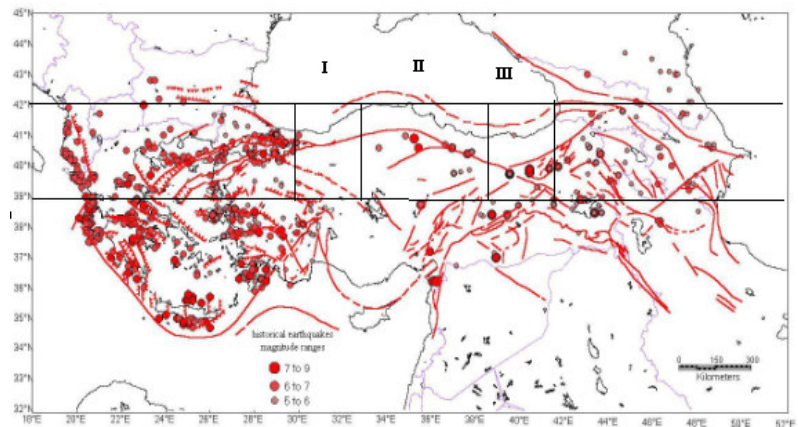 45°N
44°N
43°N
42°N
41°N
40°N
39°N
38°N
37°N
36°N
35°N
34°N
33°N
32°N
I II III
historical earthquakes
magnitude ranges
7 to 9
6 to 7
5 to 6
0 150 300
Kilometers
18°E 20°E 22°E 24°E 26°E 28°E 30°E 32°E 34°E 36°E 38°E 40°E 42°E 44°E 46°E 48°E 50°E 52°E